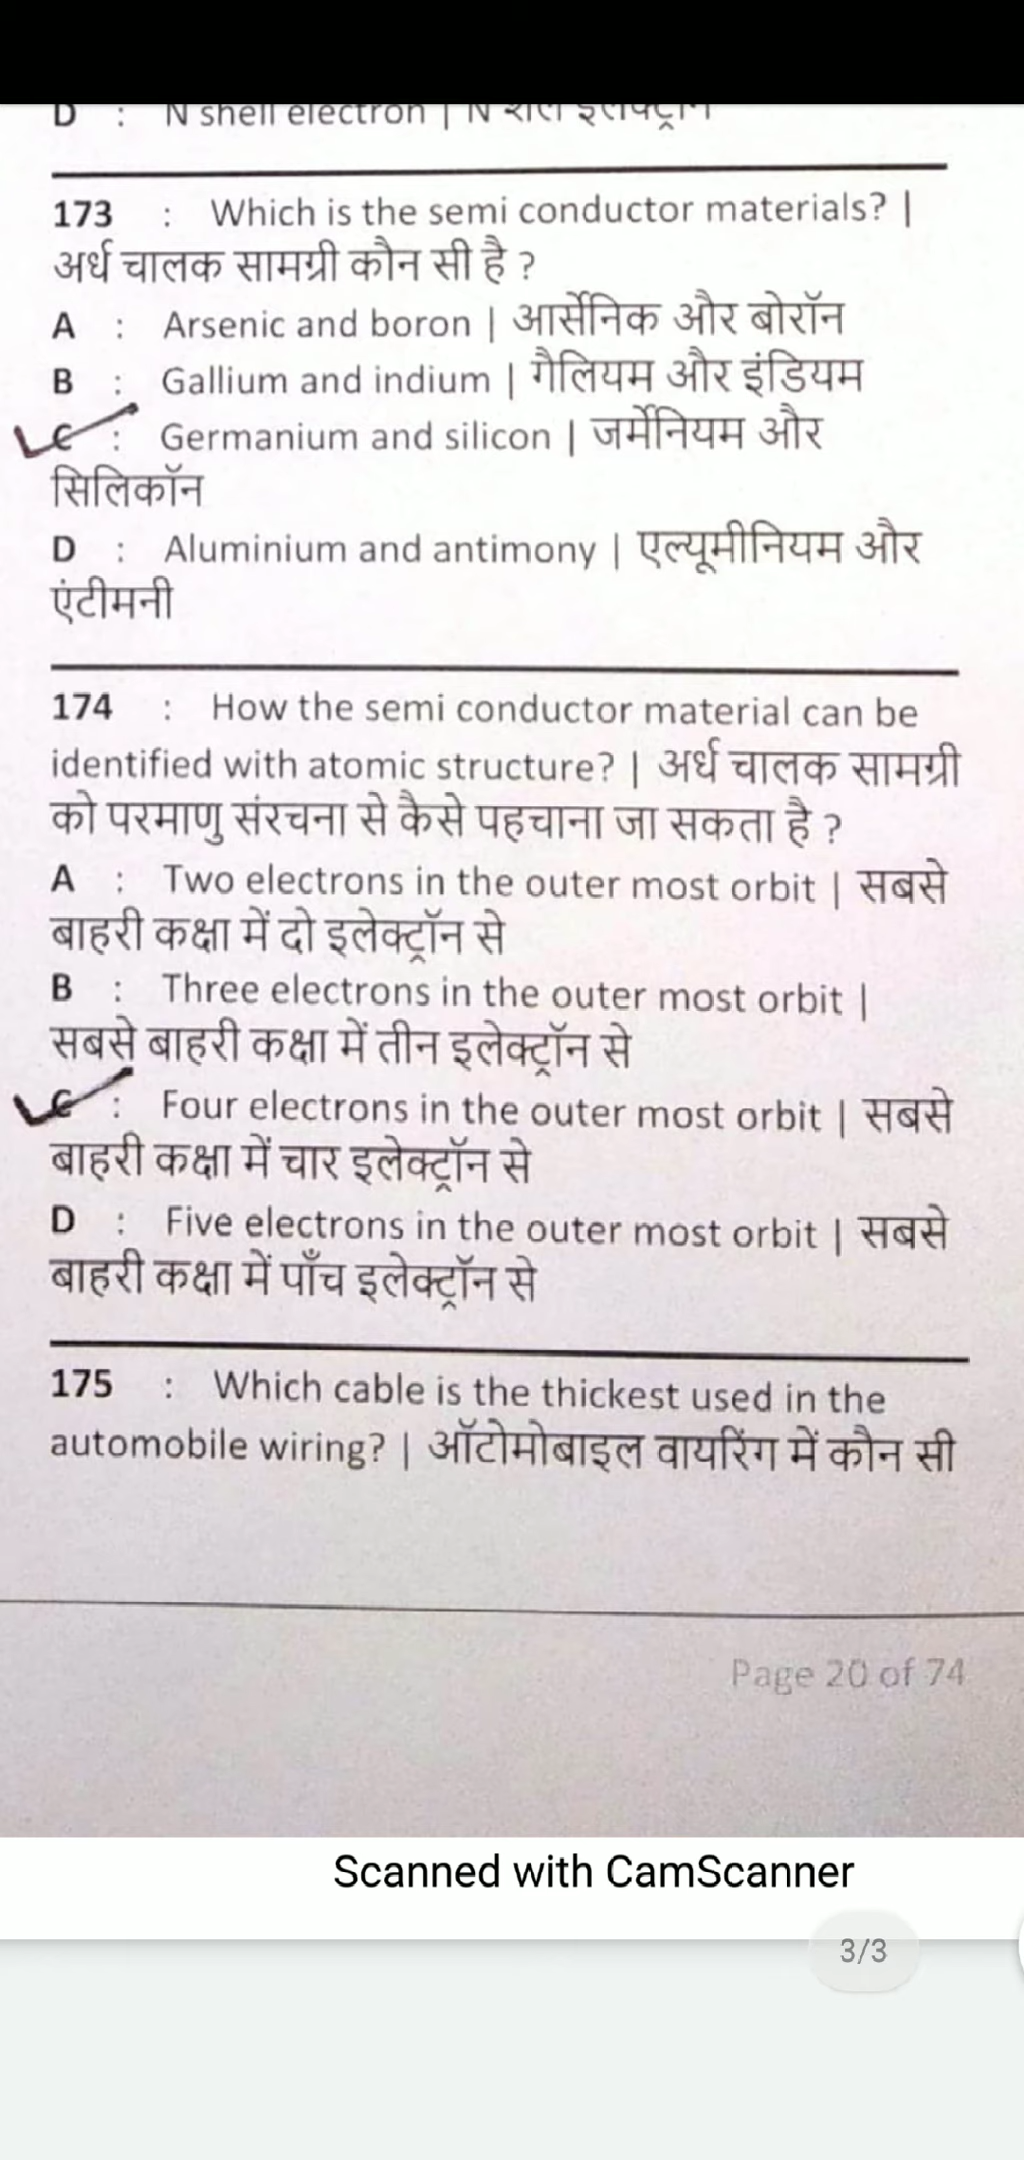 D : N shell electron | N शैल इलेक्ट्रॉन
173 : Which is the semi conductor materials? |
अर्ध चालक सामग्री कौन सी है ?
A : Arsenic and boron | आर्सेनिक और बोरॉन
B : Gallium and indium | गैलियम और इंडियम
C : Germanium and silicon | जर्मेनियम और
सिलिकॉन
D : Aluminium and antimony | एल्यूमीनियम और
एंटीमनी
174 : How the semi conductor material can be
identified with atomic structure? | अर्ध चालक सामग्री
को परमाणु संरचना से कैसे पहचाना जा सकता है ?
A : Two electrons in the outer most orbit | सबसे
बाहरी कक्षा में दो इलेक्ट्रॉन से
B : Three electrons in the outer most orbit |
सबसे बाहरी कक्षा में तीन इलेक्ट्रॉन से
C : Four electrons in the outer most orbit | सबसे
बाहरी कक्षा में चार इलेक्ट्रॉन से
D : Five electrons in the outer most orbit | सबसे
बाहरी कक्षा में पाँच इलेक्ट्रॉन से
175 : Which cable is the thickest used in the
automobile wiring? | ऑटोमोबाइल वायरिंग में कौन सी
Page 20 of 74
Scanned with CamScanner
3/3